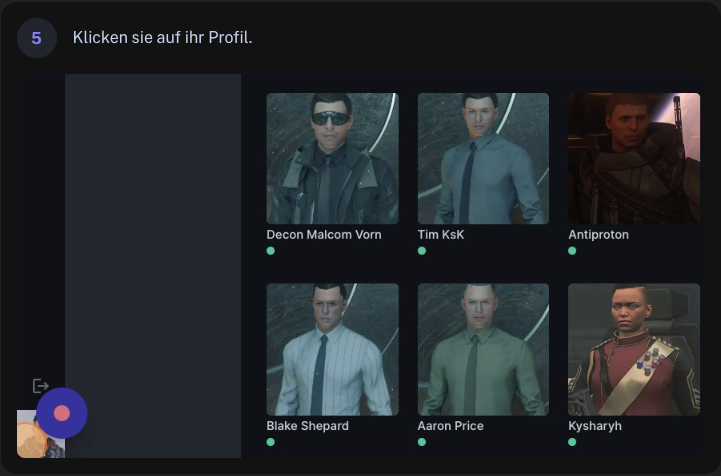 5 Klicken sie auf ihr Profil.
Decon Malcom Vorn Tim KsK Antiproton
Blake Shepard Aaron Price Kysharyh